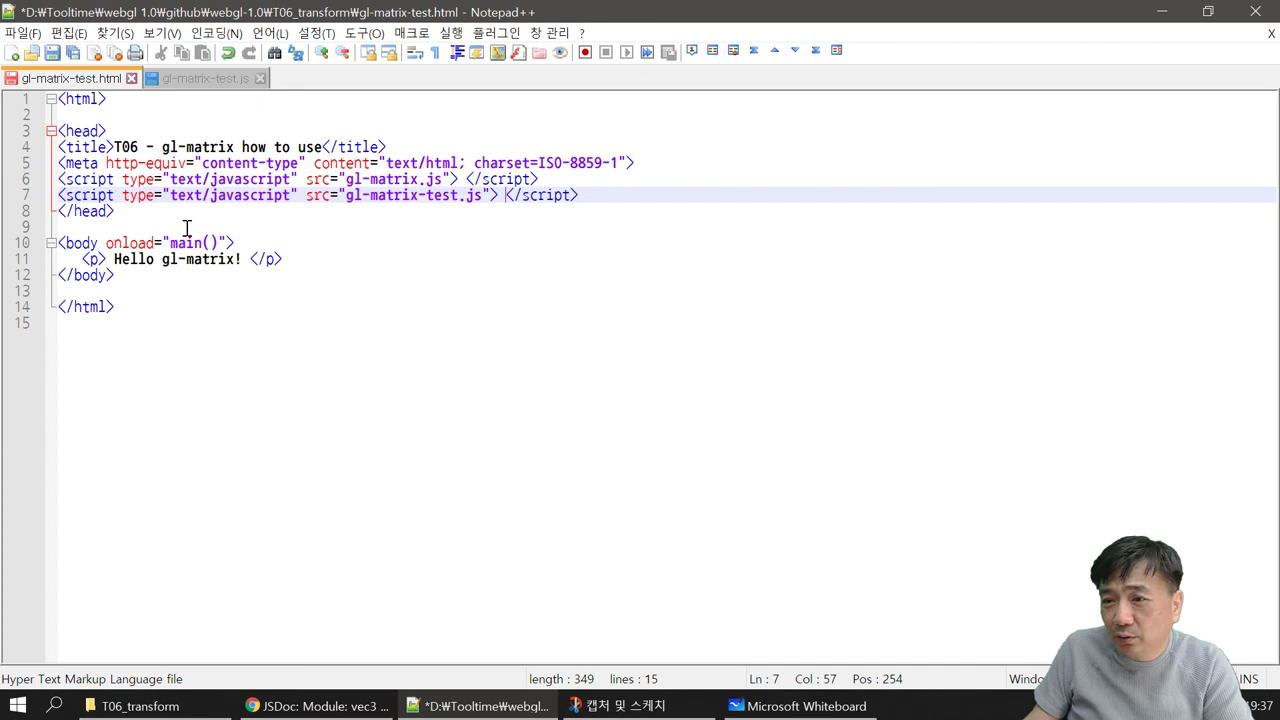 *D:₩Tooltime₩webgl 1.0₩github₩webgl-1.0₩T06_transform₩gl-matrix-test.html - Notepad++
파일(F) 편집(E) 찾기(S) 보기(V) 인코딩(N) 언어(L) 설정(T) 도구(O) 매크로 실행 플러그인 창 관리 ? X
gl-matrix-test.html gl-matrix-test.js
1 <html>
2
3 <head>
4 <title>T06 - gl-matrix how to use</title>
5 <meta http-equiv="content-type" content="text/html; charset=ISO-8859-1">
6 <script type="text/javascript" src="gl-matrix.js"> </script>
7 <script type="text/javascript" src="gl-matrix-test.js"> </script>
8 </head>
9
10 <body onload="main()">
11 <p> Hello gl-matrix! </p>
12 </body>
13
14 </html>
15
Hyper Text Markup Language file length : 349 lines : 15 Ln : 7 Col : 57 Pos : 254 INS
T06_transform JSDoc: Module: vec3 ... *D:₩Tooltime₩webgl... 캡처 및 스케치 Microsoft Whiteboard 19:37